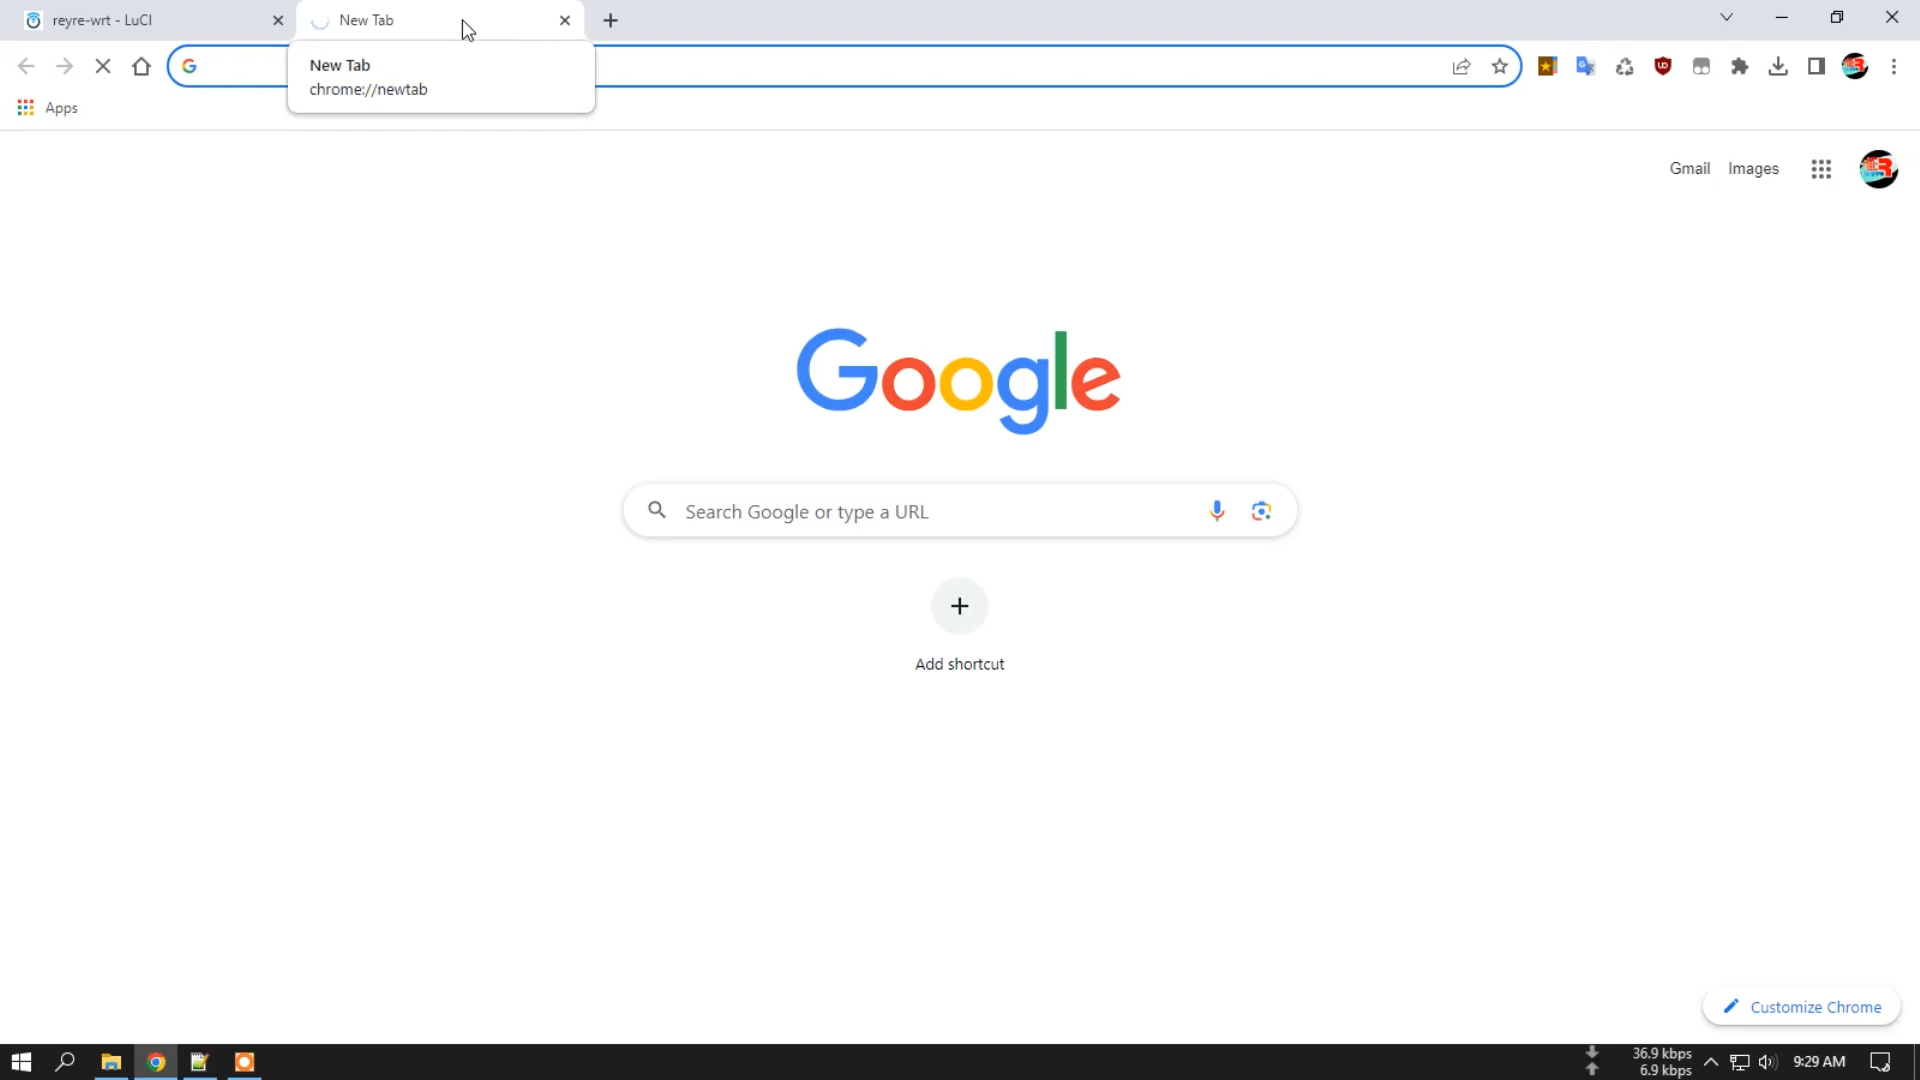 reyre-wrt - LuCI
New Tab
New Tab
chrome://newtab
Apps
Gmail Images
Google
Search Google or type a URL
Add shortcut
Customize Chrome
36.9 kbps
6.9 kbps
9:29 AM